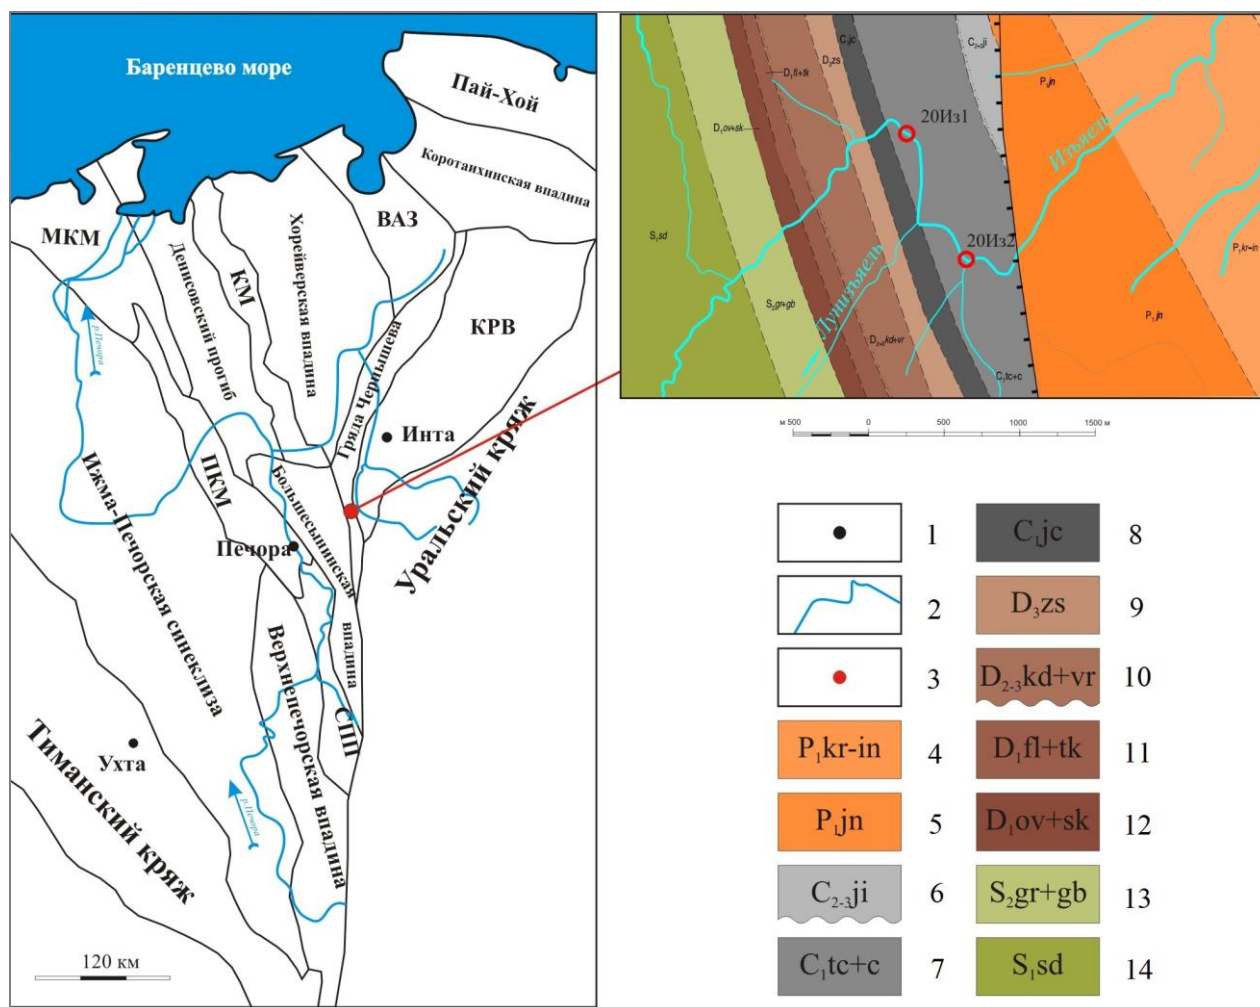 Баренцево море
Пай-Хой
Коротаихинская впадина
МКМ
Денисовский прогиб
КМ
Хорейверская впадина
ВАЗ
КРВ
р.Печора
Гряда Чернышева
Инта
Уральский кряж
Ижма-Печорская синеклиза
ПКМ
Большесынинская
впадина
Печора
Верхнепечорская впадина
СПП
Ухта
Тиманский кряж
р.Печора
120 км
C₁jc
C₂₋₃ji
D₃zs
D₁fl+tk
D₁ov+sk
20Из1
P₁jn
Изъяель
S₁sd
20Из2
P₁kr-in
S₂gr+gb
Лунизъяель
D₂₋₃kd+vr
P₁jn
C₁tc+c
м 500 0 500 1000 1500 м
1
2
3
P₁kr-in 4
P₁jn 5
C₂₋₃ji 6
C₁tc+c 7
C₁jc 8
D₃zs 9
D₂₋₃kd+vr 10
D₁fl+tk 11
D₁ov+sk 12
S₂gr+gb 13
S₁sd 14